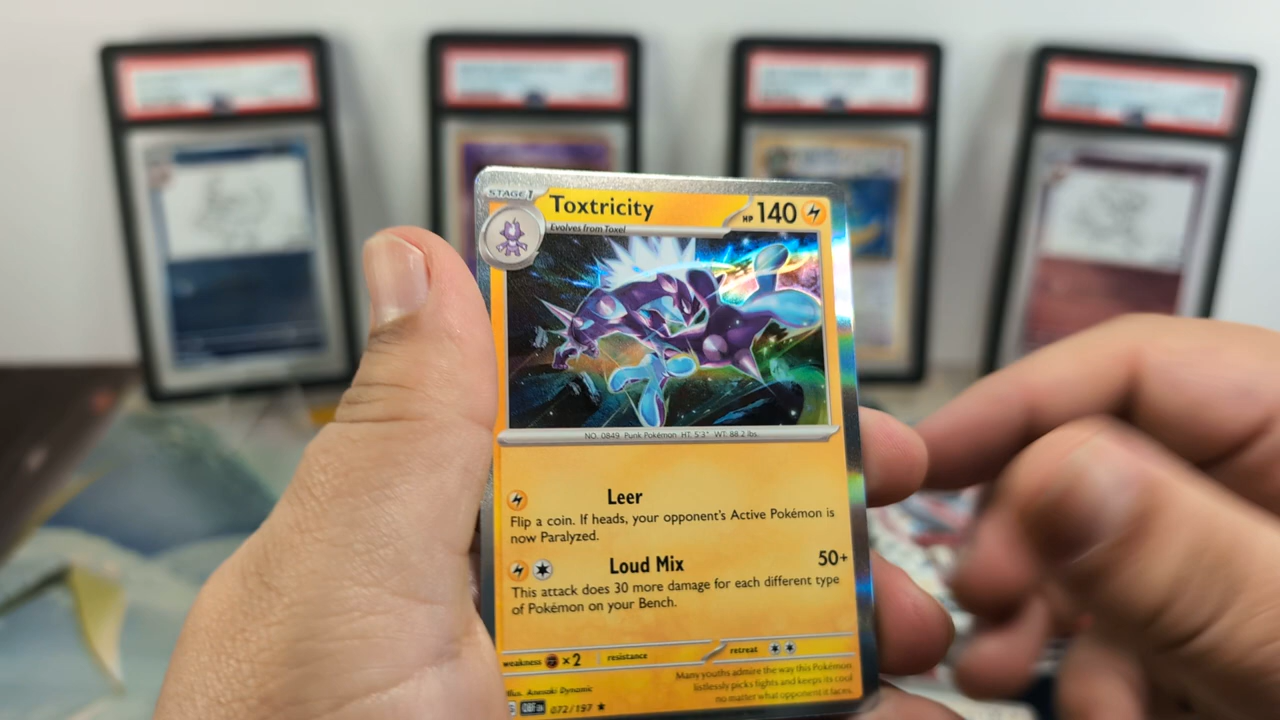 STAGE 1
Toxtricity
HP 140
Evolves from Toxel
NO. 0849 Punk Pokémon HT: 5'3" WT: 88.2 lbs.
Leer
Flip a coin. If heads, your opponent's Active Pokémon is
now Paralyzed.
Loud Mix 50+
This attack does 30 more damage for each different type
of Pokémon on your Bench.
weakness ×2 resistance retreat
Many youths admire the way this Pokémon
listlessly picks fights and keeps its cool
no matter what opponent it faces.
Illus. Anesaki Dynamic
OBF EN 072/197 ★